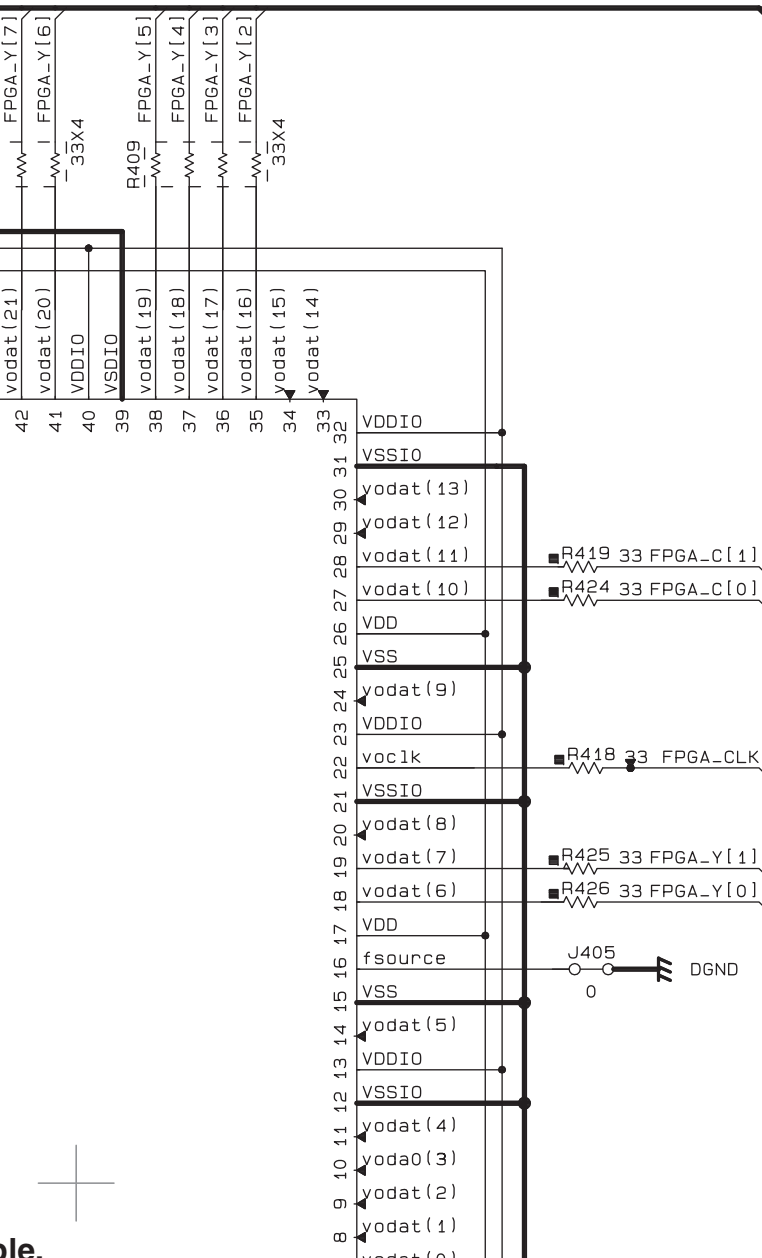 FPGA_Y[7]
FPGA_Y[6]
FPGA_Y[5]
FPGA_Y[4]
FPGA_Y[3]
FPGA_Y[2]
33X4
R409
33X4
vodat(21)
vodat(20)
VDDIO
VSDIO
vodat(19)
vodat(18)
vodat(17)
vodat(16)
vodat(15)
vodat(14)
42
41
40
39
38
37
36
35
34
33
32 VDDIO
31 VSSIO
30 vodat(13)
29 vodat(12)
28 vodat(11) R419 33 FPGA_C[1]
27 vodat(10) R424 33 FPGA_C[0]
26 VDD
25 VSS
24 vodat(9)
23 VDDIO
22 voclk R418 33 FPGA_CLK
21 VSSIO
20 vodat(8)
19 vodat(7) R425 33 FPGA_Y[1]
18 vodat(6) R426 33 FPGA_Y[0]
17 VDD
16 fsource J405 DGND
0
15 VSS
14 vodat(5)
13 VDDIO
12 VSSIO
11 vodat(4)
10 voda0(3)
9 vodat(2)
8 vodat(1)